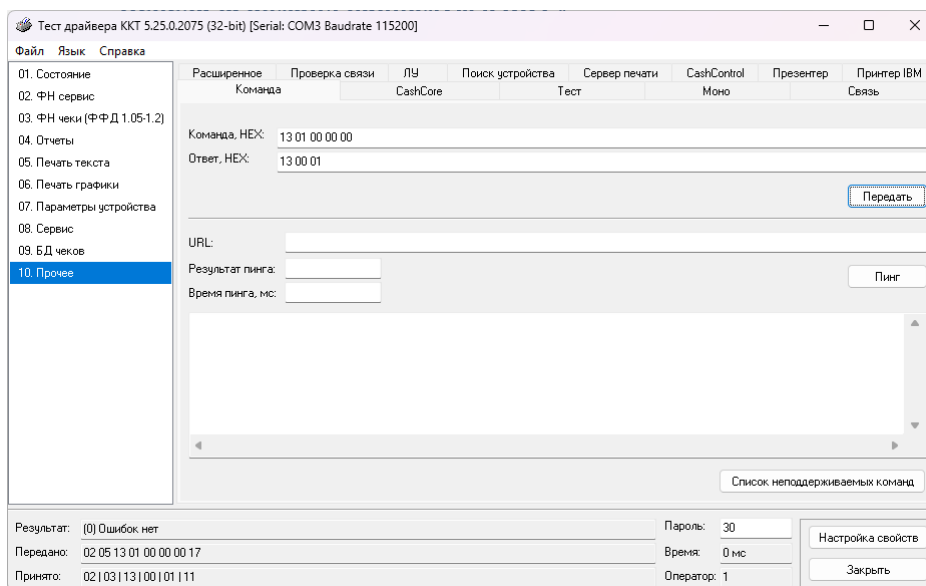 Тест драйвера ККТ 5.25.0.2075 (32-bit) [Serial: COM3 Baudrate 115200]
Файл Язык Справка
01. Состояние
02. ФН сервис
03. ФН чеки (ФФД 1.05-1.2)
04. Отчеты
05. Печать текста
06. Печать графики
07. Параметры устройства
08. Сервис
09. БД чеков
10. Прочее
Расширенное Проверка связи ЛУ Поиск устройства Сервер печати CashControl Презентер Принтер IBM
Команда CashCore Тест Моно Связь
Команда, HEX: 13 01 00 00 00
Ответ, HEX: 13 00 01
Передать
URL:
Результат пинга:
Пинг
Время пинга, мс:
Список неподдерживаемых команд
Результат: (0) Ошибок нет
Пароль: 30
Настройка свойств
Передано: 02 05 13 01 00 00 00 17
Время: 0 мс
Принято: 02 | 03 | 13 | 00 | 01 | 11
Оператор: 1
Закрыть